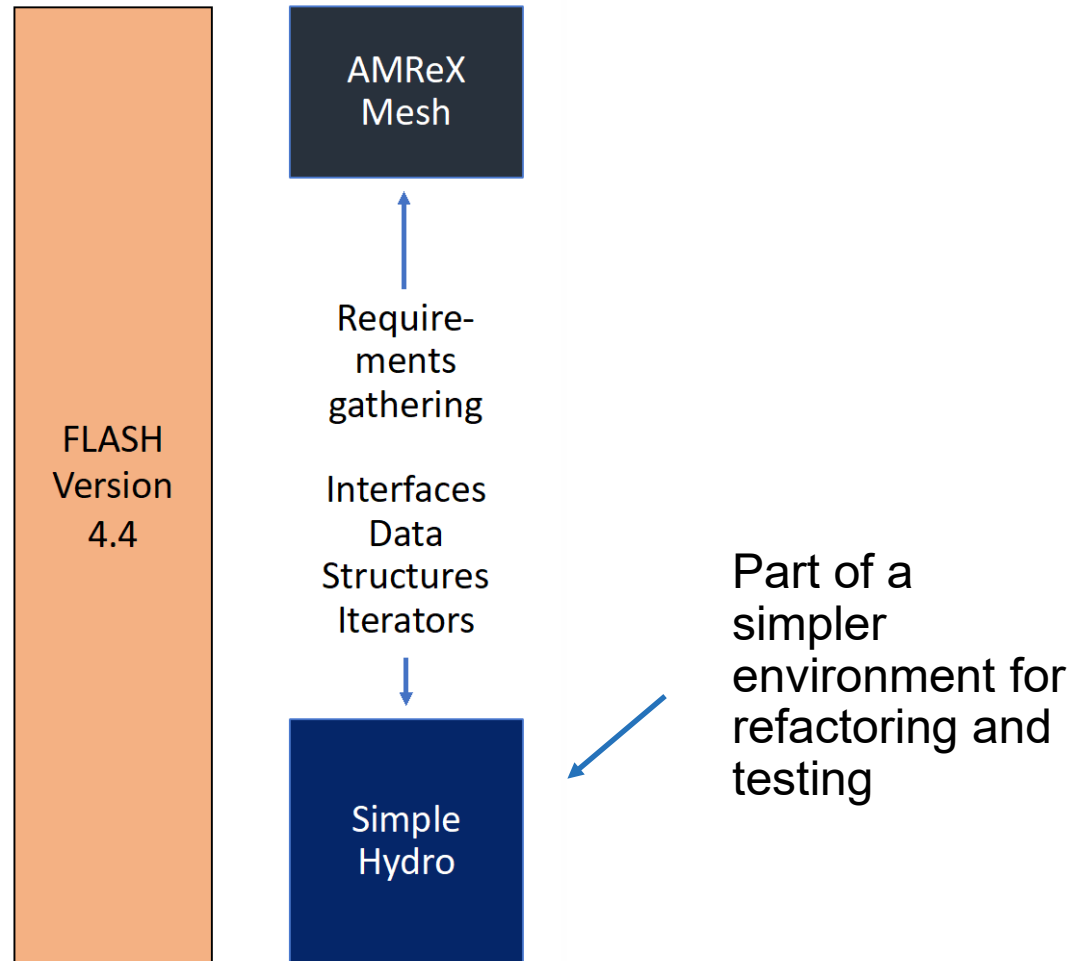 AMReX
Mesh
Require-
ments
gathering
FLASH
Version
4.4
Interfaces
Data
Structures
Iterators
Part of a
simpler
environment for
refactoring and
testing
Simple
Hydro